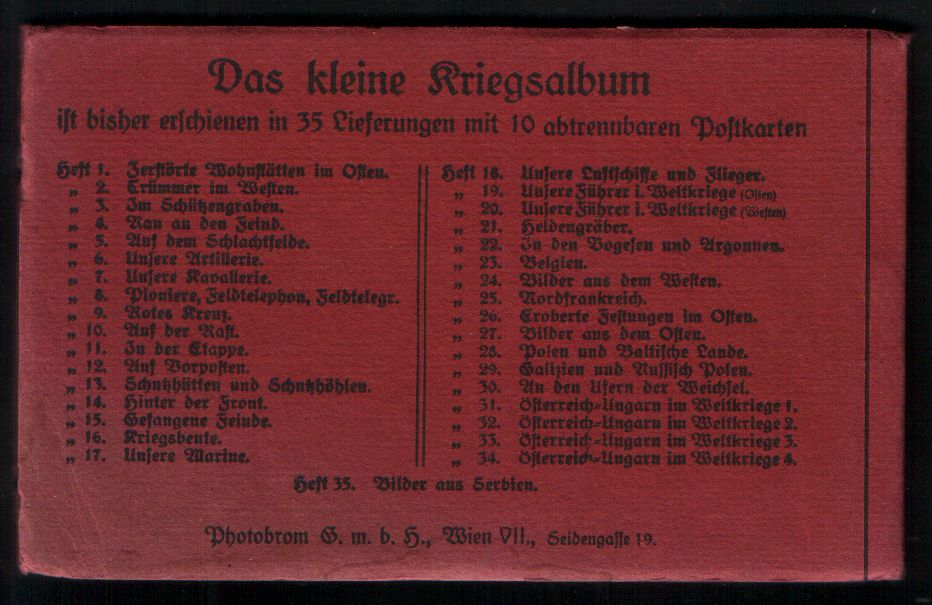 Das kleine Kriegsalbum
ist bisher erschienen in 35 Lieferungen mit 10 abtrennbaren Postkarten
Heft 1. Zerstörte Wohnstätten im Osten.
„ 2. Trümmer im Westen.
„ 3. Im Schützengraben.
„ 4. Ran an den Feind.
„ 5. Auf dem Schlachtfelde.
„ 6. Unsere Artillerie.
„ 7. Unsere Kavallerie.
„ 8. Pioniere, Feldtelephon, Feldtelegr.
„ 9. Rotes Kreuz.
„ 10. Auf der Rast.
„ 11. In der Etappe.
„ 12. Auf Vorposten.
„ 13. Schutzhütten und Schutzhöhlen.
„ 14. Hinter der Front.
„ 15. Gefangene Feinde.
„ 16. Kriegsbeute.
„ 17. Unsere Marine.
Heft 18. Unsere Luftschiffe und Flieger.
„ 19. Unsere Führer i. Weltkriege (Osten)
„ 20. Unsere Führer i. Weltkriege (Westen)
„ 21. Heldengräber.
„ 22. In den Vogesen und Argonnen.
„ 23. Belgien.
„ 24. Bilder aus dem Westen.
„ 25. Nordfrankreich.
„ 26. Eroberte Festungen im Osten.
„ 27. Bilder aus dem Osten.
„ 28. Polen und Baltische Lande.
„ 29. Galizien und Russisch Polen.
„ 30. An den Ufern der Weichsel.
„ 31. Österreich-Ungarn im Weltkriege 1.
„ 32. Österreich-Ungarn im Weltkriege 2.
„ 33. Österreich-Ungarn im Weltkriege 3.
„ 34. Österreich-Ungarn im Weltkriege 4.
Heft 35. Bilder aus Serbien.
Photobrom G. m. b. H., Wien VII., Seidengasse 19.